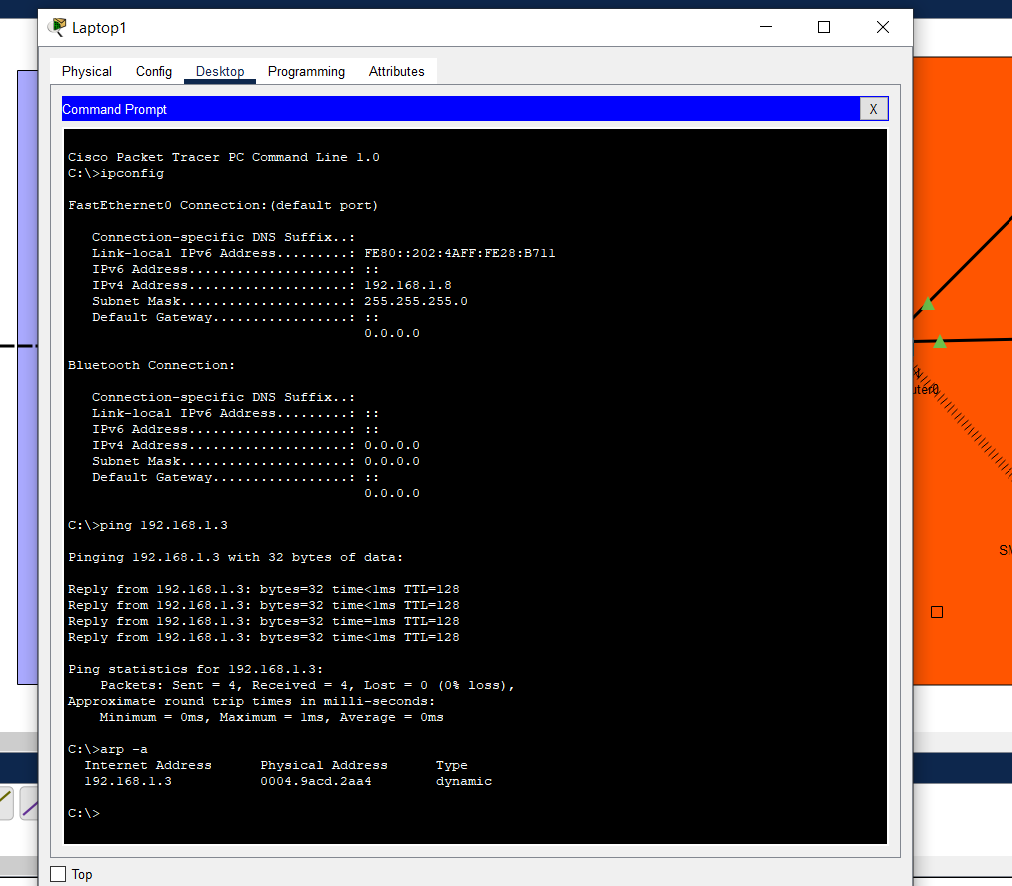 Laptop1
Physical Config Desktop Programming Attributes
Command Prompt X
Cisco Packet Tracer PC Command Line 1.0
C:\>ipconfig
FastEthernet0 Connection:(default port)
Connection-specific DNS Suffix..:
Link-local IPv6 Address.........: FE80::202:4AFF:FE28:B711
IPv6 Address....................: ::
IPv4 Address....................: 192.168.1.8
Subnet Mask.....................: 255.255.255.0
Default Gateway.................: ::
0.0.0.0
Bluetooth Connection:
Connection-specific DNS Suffix..:
Link-local IPv6 Address.........: ::
IPv6 Address....................: ::
IPv4 Address....................: 0.0.0.0
Subnet Mask.....................: 0.0.0.0
Default Gateway.................: ::
0.0.0.0
C:\>ping 192.168.1.3
Pinging 192.168.1.3 with 32 bytes of data:
Reply from 192.168.1.3: bytes=32 time<1ms TTL=128
Reply from 192.168.1.3: bytes=32 time<1ms TTL=128
Reply from 192.168.1.3: bytes=32 time=1ms TTL=128
Reply from 192.168.1.3: bytes=32 time<1ms TTL=128
Ping statistics for 192.168.1.3:
Packets: Sent = 4, Received = 4, Lost = 0 (0% loss),
Approximate round trip times in milli-seconds:
Minimum = 0ms, Maximum = 1ms, Average = 0ms
C:\>arp -a
Internet Address Physical Address Type
192.168.1.3 0004.9acd.2aa4 dynamic
C:\>
Top